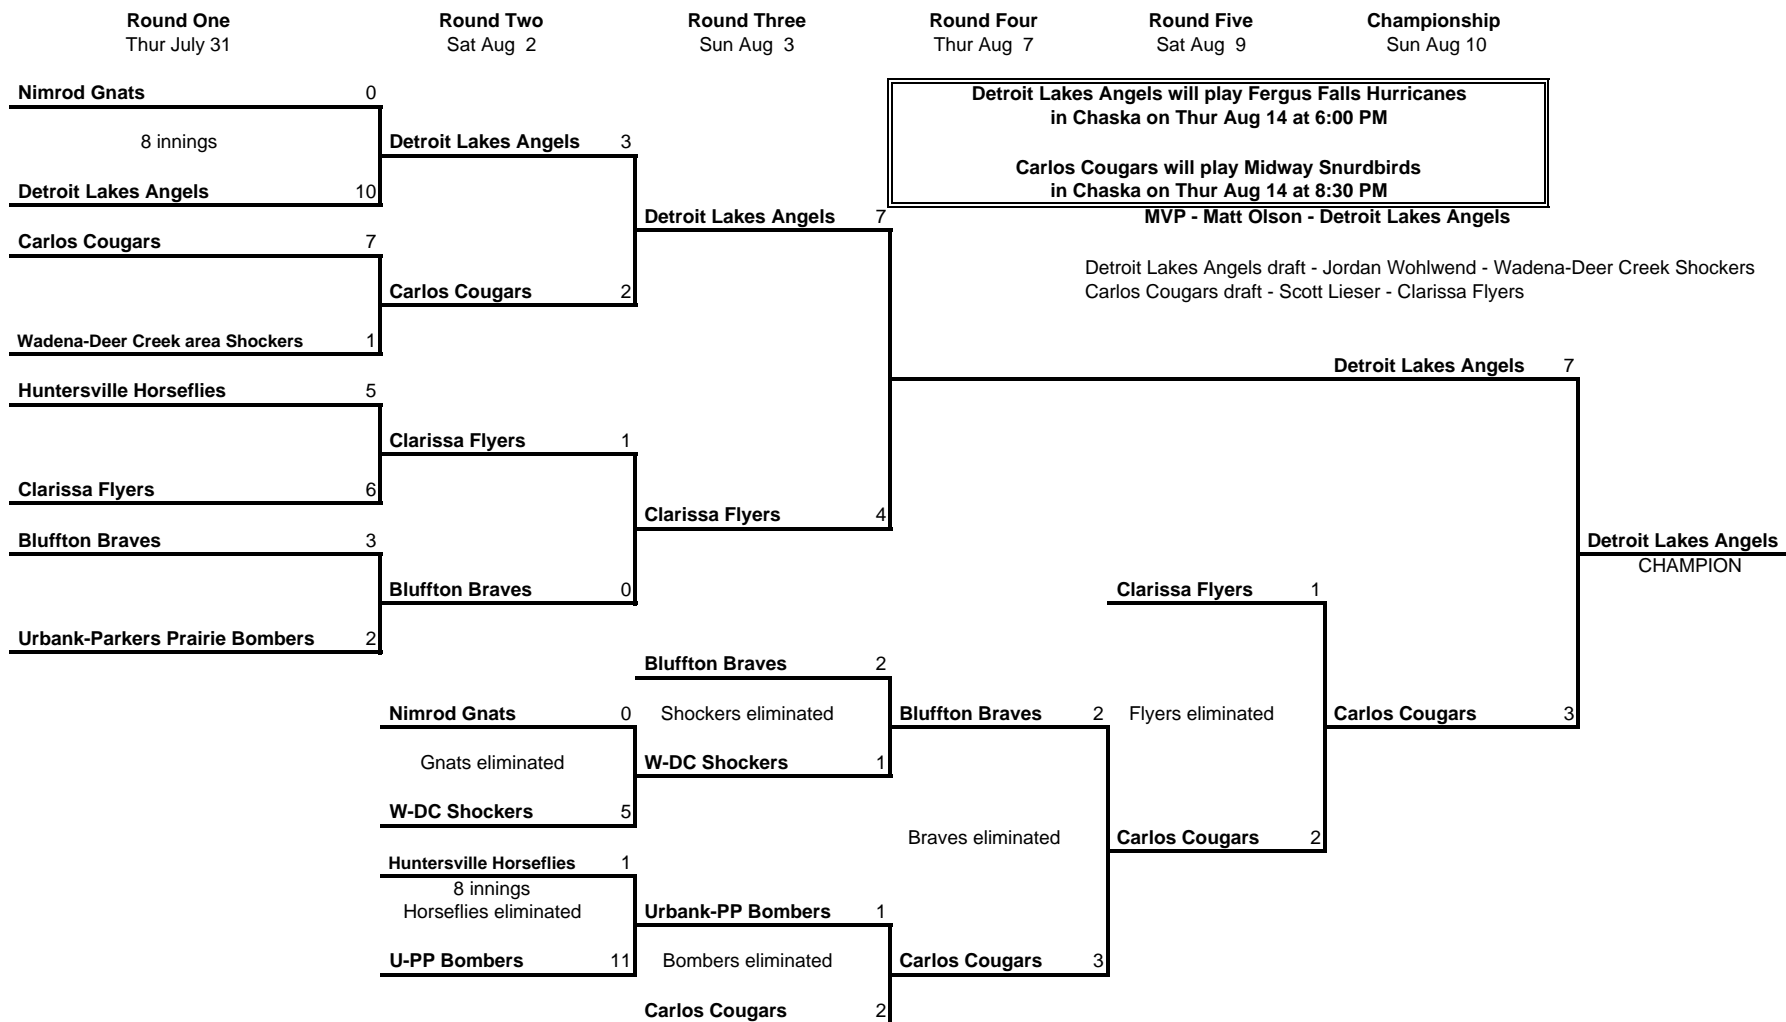 Round One
Thur July 31
Round Two
Sat Aug 2
Round Three
Sun Aug 3
Round Four
Thur Aug 7
Round Five
Sat Aug 9
Championship
Sun Aug 10
Nimrod Gnats 0
8 innings
Detroit Lakes Angels 10
Carlos Cougars 7
Wadena-Deer Creek area Shockers 1
Huntersville Horseflies 5
Clarissa Flyers 6
Bluffton Braves 3
Urbank-Parkers Prairie Bombers 2
Detroit Lakes Angels 3
Carlos Cougars 2
Clarissa Flyers 1
Bluffton Braves 0
Nimrod Gnats 0
Gnats eliminated
W-DC Shockers 5
Huntersville Horseflies 1
8 innings
Horseflies eliminated
U-PP Bombers 11
Detroit Lakes Angels 7
Clarissa Flyers 4
Bluffton Braves 2
Shockers eliminated
W-DC Shockers 1
Urbank-PP Bombers 1
Bombers eliminated
Carlos Cougars 2
Detroit Lakes Angels will play Fergus Falls Hurricanes
in Chaska on Thur Aug 14 at 6:00 PM
Carlos Cougars will play Midway Snurdbirds
in Chaska on Thur Aug 14 at 8:30 PM
MVP - Matt Olson - Detroit Lakes Angels
Detroit Lakes Angels draft - Jordan Wohlwend - Wadena-Deer Creek Shockers
Carlos Cougars draft - Scott Lieser - Clarissa Flyers
Bluffton Braves 2
Braves eliminated
Carlos Cougars 3
Clarissa Flyers 1
Flyers eliminated
Carlos Cougars 2
Detroit Lakes Angels 7
Carlos Cougars 3
Detroit Lakes Angels
CHAMPION